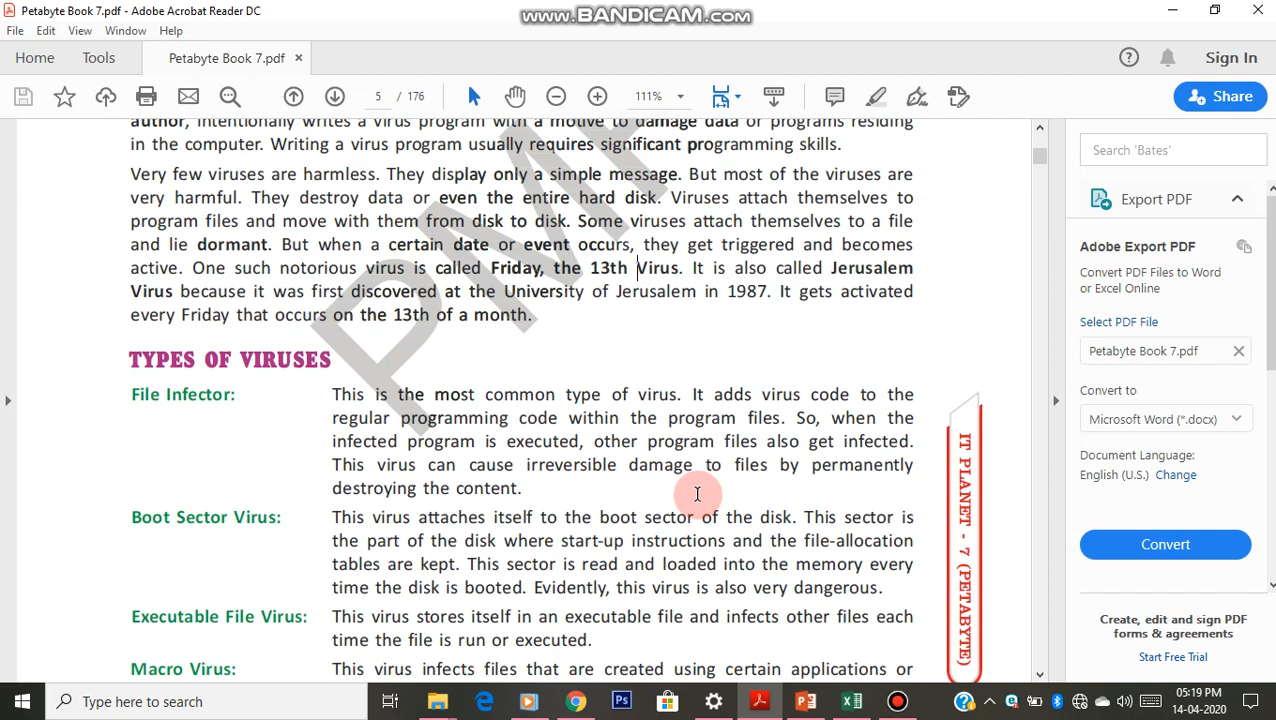 Petabyte Book 7.pdf - Adobe Acrobat Reader DC
www.BANDICAM.com
File Edit View Window Help
Home Tools Petabyte Book 7.pdf × Sign In
5 / 176 111% Share
author, intentionally writes a virus program with a motive to damage data or programs residing
in the computer. Writing a virus program usually requires significant programming skills.
Very few viruses are harmless. They display only a simple message. But most of the viruses are
very harmful. They destroy data or even the entire hard disk. Viruses attach themselves to
program files and move with them from disk to disk. Some viruses attach themselves to a file
and lie dormant. But when a certain date or event occurs, they get triggered and becomes
active. One such notorious virus is called Friday, the 13th Virus. It is also called Jerusalem
Virus because it was first discovered at the University of Jerusalem in 1987. It gets activated
every Friday that occurs on the 13th of a month.
TYPES OF VIRUSES
File Infector: This is the most common type of virus. It adds virus code to the
regular programming code within the program files. So, when the
infected program is executed, other program files also get infected.
This virus can cause irreversible damage to files by permanently
destroying the content.
Boot Sector Virus: This virus attaches itself to the boot sector of the disk. This sector is
the part of the disk where start-up instructions and the file-allocation
tables are kept. This sector is read and loaded into the memory every
time the disk is booted. Evidently, this virus is also very dangerous.
Executable File Virus: This virus stores itself in an executable file and infects other files each
time the file is run or executed.
Macro Virus: This virus infects files that are created using certain applications or
IT PLANET - 7 (PETABYTE)
Search 'Bates'
Export PDF
Adobe Export PDF
Convert PDF Files to Word
or Excel Online
Select PDF File
Petabyte Book 7.pdf
Convert to
Microsoft Word (*.docx)
Document Language:
English (U.S.) Change
Convert
Create, edit and sign PDF
forms & agreements
Start Free Trial
Type here to search
05:19 PM
14-04-2020